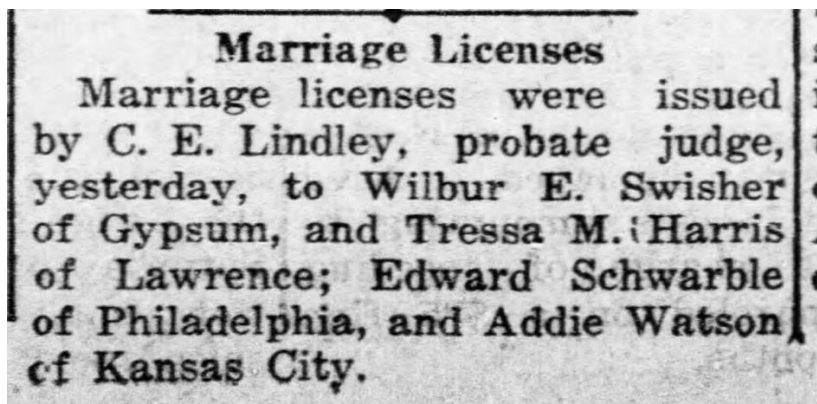 Marriage Licenses
Marriage licenses were issued
by C. E. Lindley, probate judge,
yesterday, to Wilbur E. Swisher
of Gypsum, and Tressa M. Harris
of Lawrence; Edward Schwarble
of Philadelphia, and Addie Watson
of Kansas City.